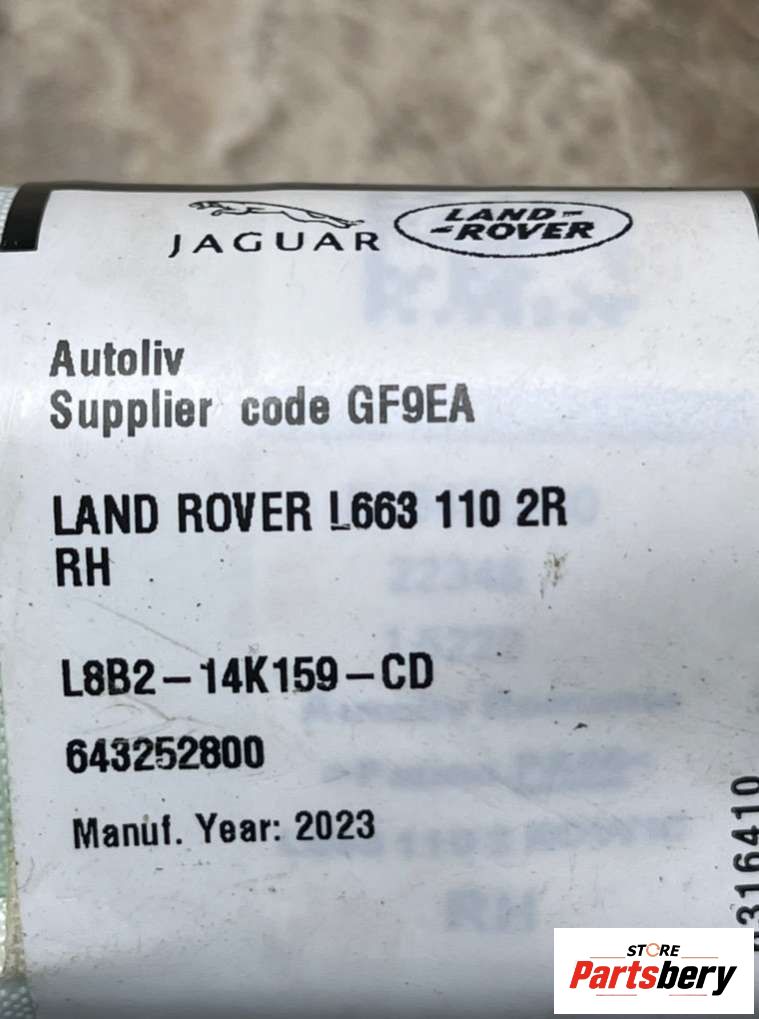 JAGUAR
LAND-
-ROVER
Autoliv
Supplier code GF9EA
LAND ROVER L663 110 2R
RH
L8B2-14K159-CD
643252800
Manuf. Year: 2023
316410
STORE
Partsbery